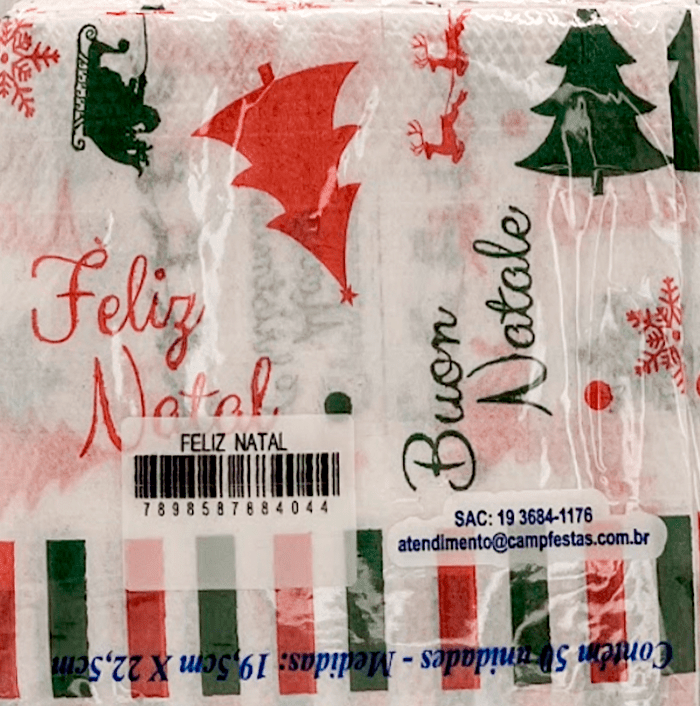 Feliz
Natal
Buon
Natale
FELIZ NATAL
7898587884044
SAC: 19 3684-1176
atendimento@campfestas.com.br
Contém 50 unidades - Medidas: 19,5cm X 22,5cm